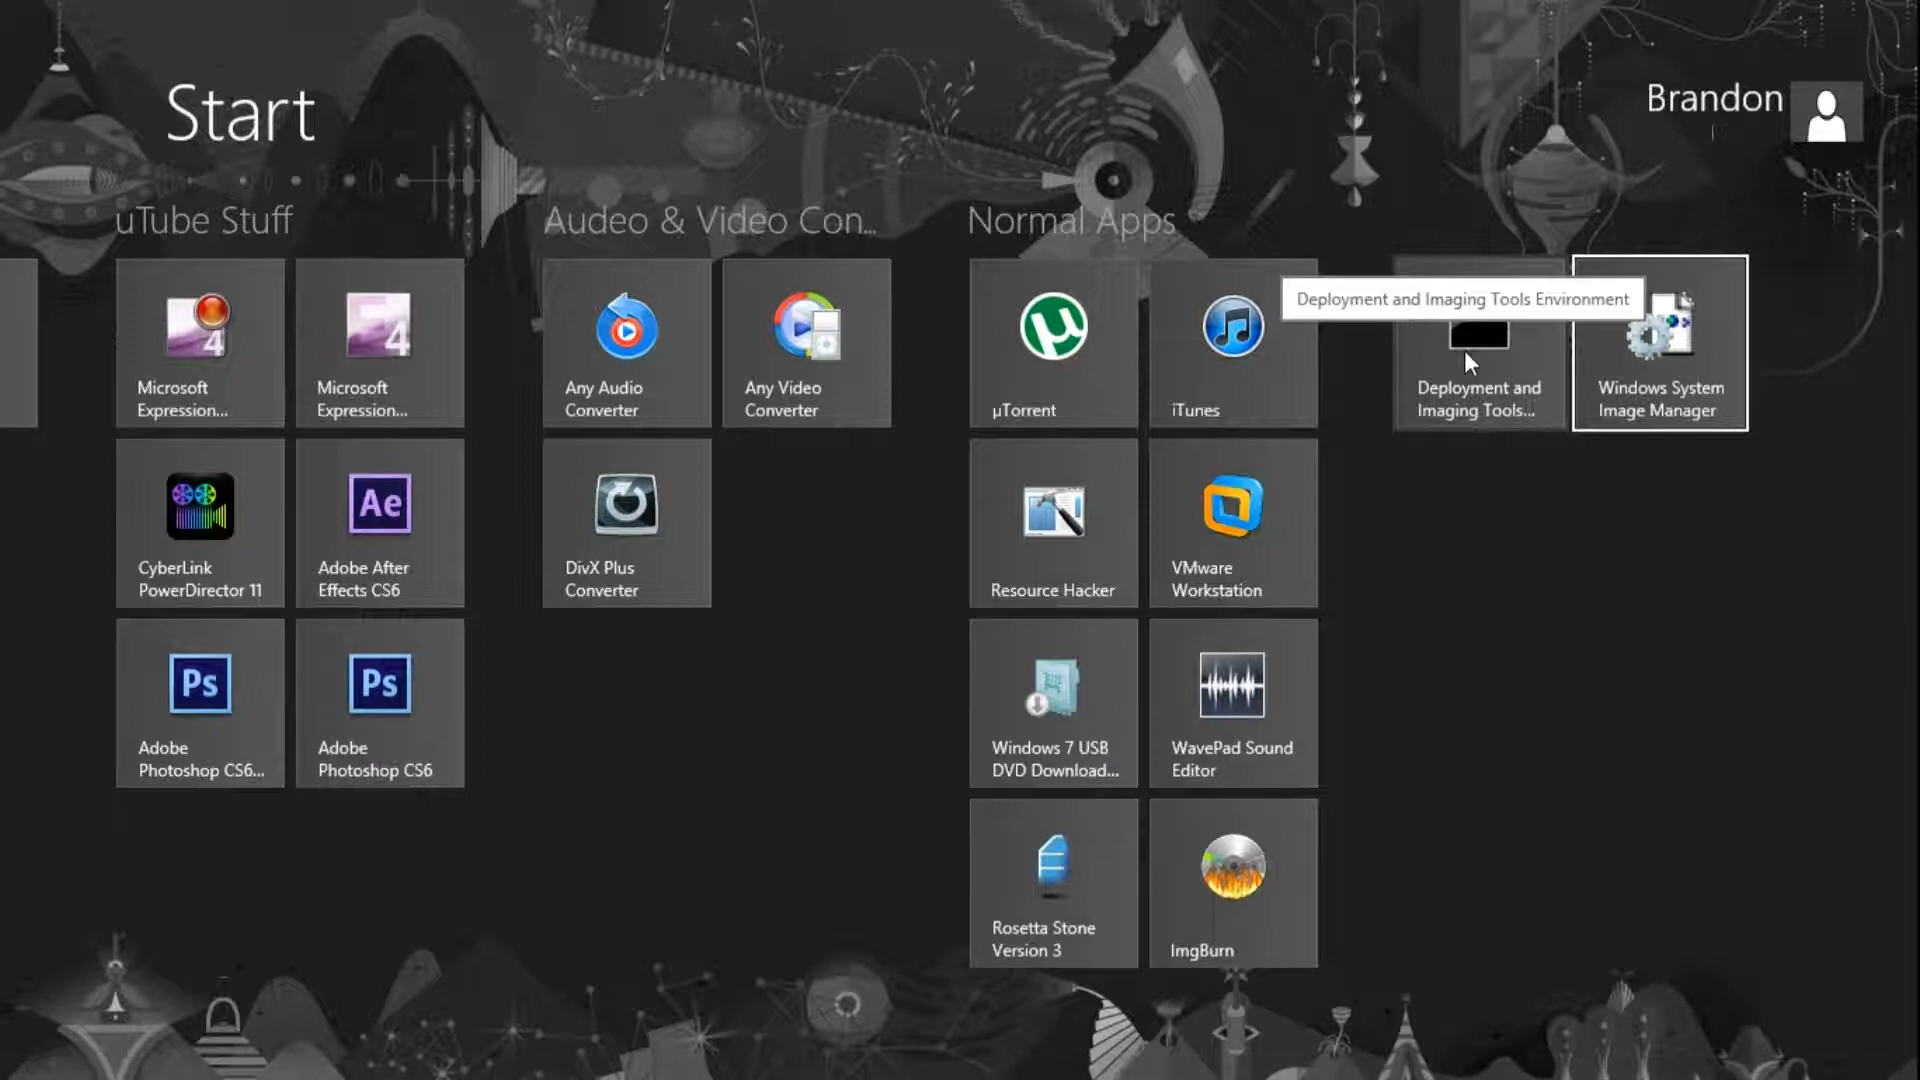 Start
Brandon
uTube Stuff
Audeo & Video Con...
Normal Apps
Microsoft
Expression...
4
Microsoft
Expression...
4
Any Audio
Converter
Any Video
Converter
µ
µTorrent
iTunes
Deployment and Imaging Tools Environment
Deployment and
Imaging Tools...
Windows System
Image Manager
CyberLink
PowerDirector 11
Ae
Adobe After
Effects CS6
DivX Plus
Converter
Resource Hacker
VMware
Workstation
Ps
Adobe
Photoshop CS6...
Ps
Adobe
Photoshop CS6
Windows 7 USB
DVD Download...
WavePad Sound
Editor
Rosetta Stone
Version 3
ImgBurn